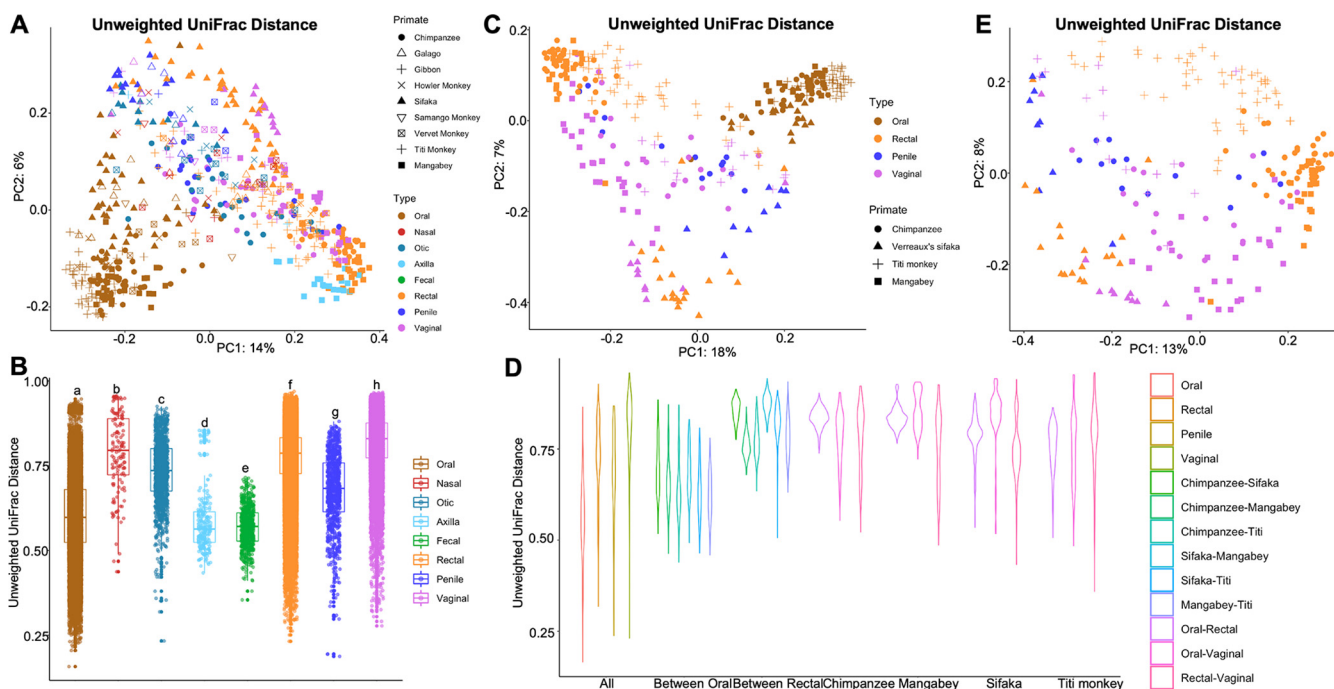 A
Unweighted UniFrac Distance
PC2: 6%
0.2
0.0
-0.2
-0.2
0.0
0.2
0.4
PC1: 14%
Primate
Chimpanzee
Galago
Gibbon
Howler Monkey
Sifaka
Samango Monkey
Vervet Monkey
Titi Monkey
Mangabey
Type
Oral
Nasal
Otic
Axilla
Fecal
Rectal
Penile
Vaginal
C
Unweighted UniFrac Distance
PC2: 7%
0.2
0.0
-0.2
-0.4
-0.2
0.0
0.2
PC1: 18%
Type
Oral
Rectal
Penile
Vaginal
Primate
Chimpanzee
Verreaux's sifaka
Titi monkey
Mangabey
E
Unweighted UniFrac Distance
PC2: 8%
0.2
0.0
-0.2
-0.4
-0.2
0.0
0.2
PC1: 13%
B
Unweighted UniFrac Distance
1.00
0.75
0.50
0.25
a
b
c
d
e
f
g
h
Oral
Nasal
Otic
Axilla
Fecal
Rectal
Penile
Vaginal
D
Unweighted UniFrac Distance
0.75
0.50
0.25
All
Between Oral
Between Rectal
Chimpanzee
Mangabey
Sifaka
Titi monkey
Oral
Rectal
Penile
Vaginal
Chimpanzee-Sifaka
Chimpanzee-Mangabey
Chimpanzee-Titi
Sifaka-Mangabey
Sifaka-Titi
Mangabey-Titi
Oral-Rectal
Oral-Vaginal
Rectal-Vaginal